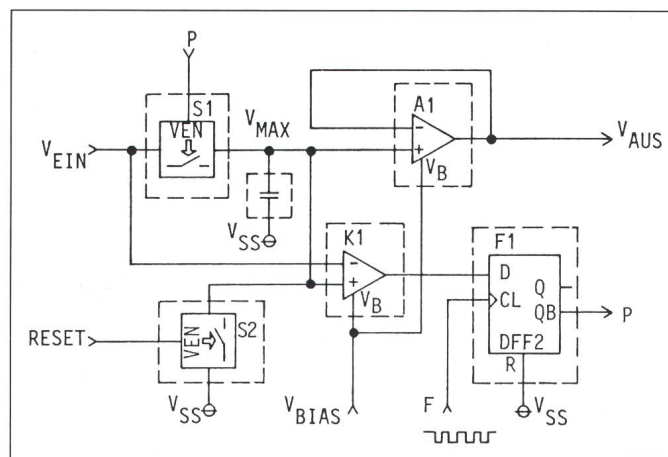 P
S1
VEN
V_EIN
V_MAX
V_SS
A1
-
+
V_B
V_AUS
K1
-
+
V_B
F1
D
Q
CL
QB
P
DFF2
R
V_SS
RESET
VEN
S2
V_SS
V_BIAS
F